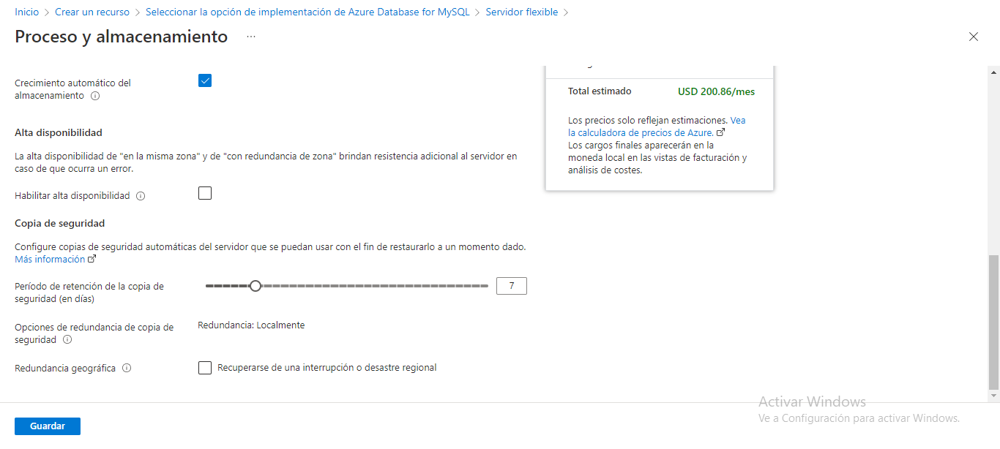 Inicio > Crear un recurso > Seleccionar la opción de implementación de Azure Database for MySQL > Servidor flexible >
Proceso y almacenamiento ...
Crecimiento automático del
almacenamiento
Alta disponibilidad
La alta disponibilidad de "en la misma zona" y de "con redundancia de zona" brindan resistencia adicional al servidor en
caso de que ocurra un error.
Habilitar alta disponibilidad
Copia de seguridad
Configure copias de seguridad automáticas del servidor que se puedan usar con el fin de restaurarlo a un momento dado.
Más información
Período de retención de la copia de
seguridad (en días)
7
Opciones de redundancia de copia de
seguridad
Redundancia: Localmente
Redundancia geográfica
Recuperarse de una interrupción o desastre regional
Total estimado USD 200.86/mes
Los precios solo reflejan estimaciones. Vea
la calculadora de precios de Azure.
Los cargos finales aparecerán en la
moneda local en las vistas de facturación y
análisis de costes.
Guardar
Activar Windows
Ve a Configuración para activar Windows.